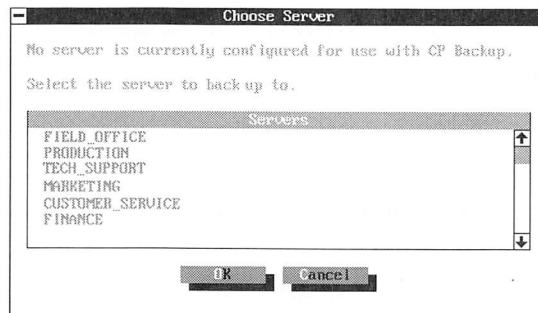 Choose Server
No server is currently configured for use with CP Backup.
Select the server to back up to.
Servers
FIELD_OFFICE
PRODUCTION
TECH_SUPPORT
MARKETING
CUSTOMER_SERVICE
FINANCE
OK Cancel